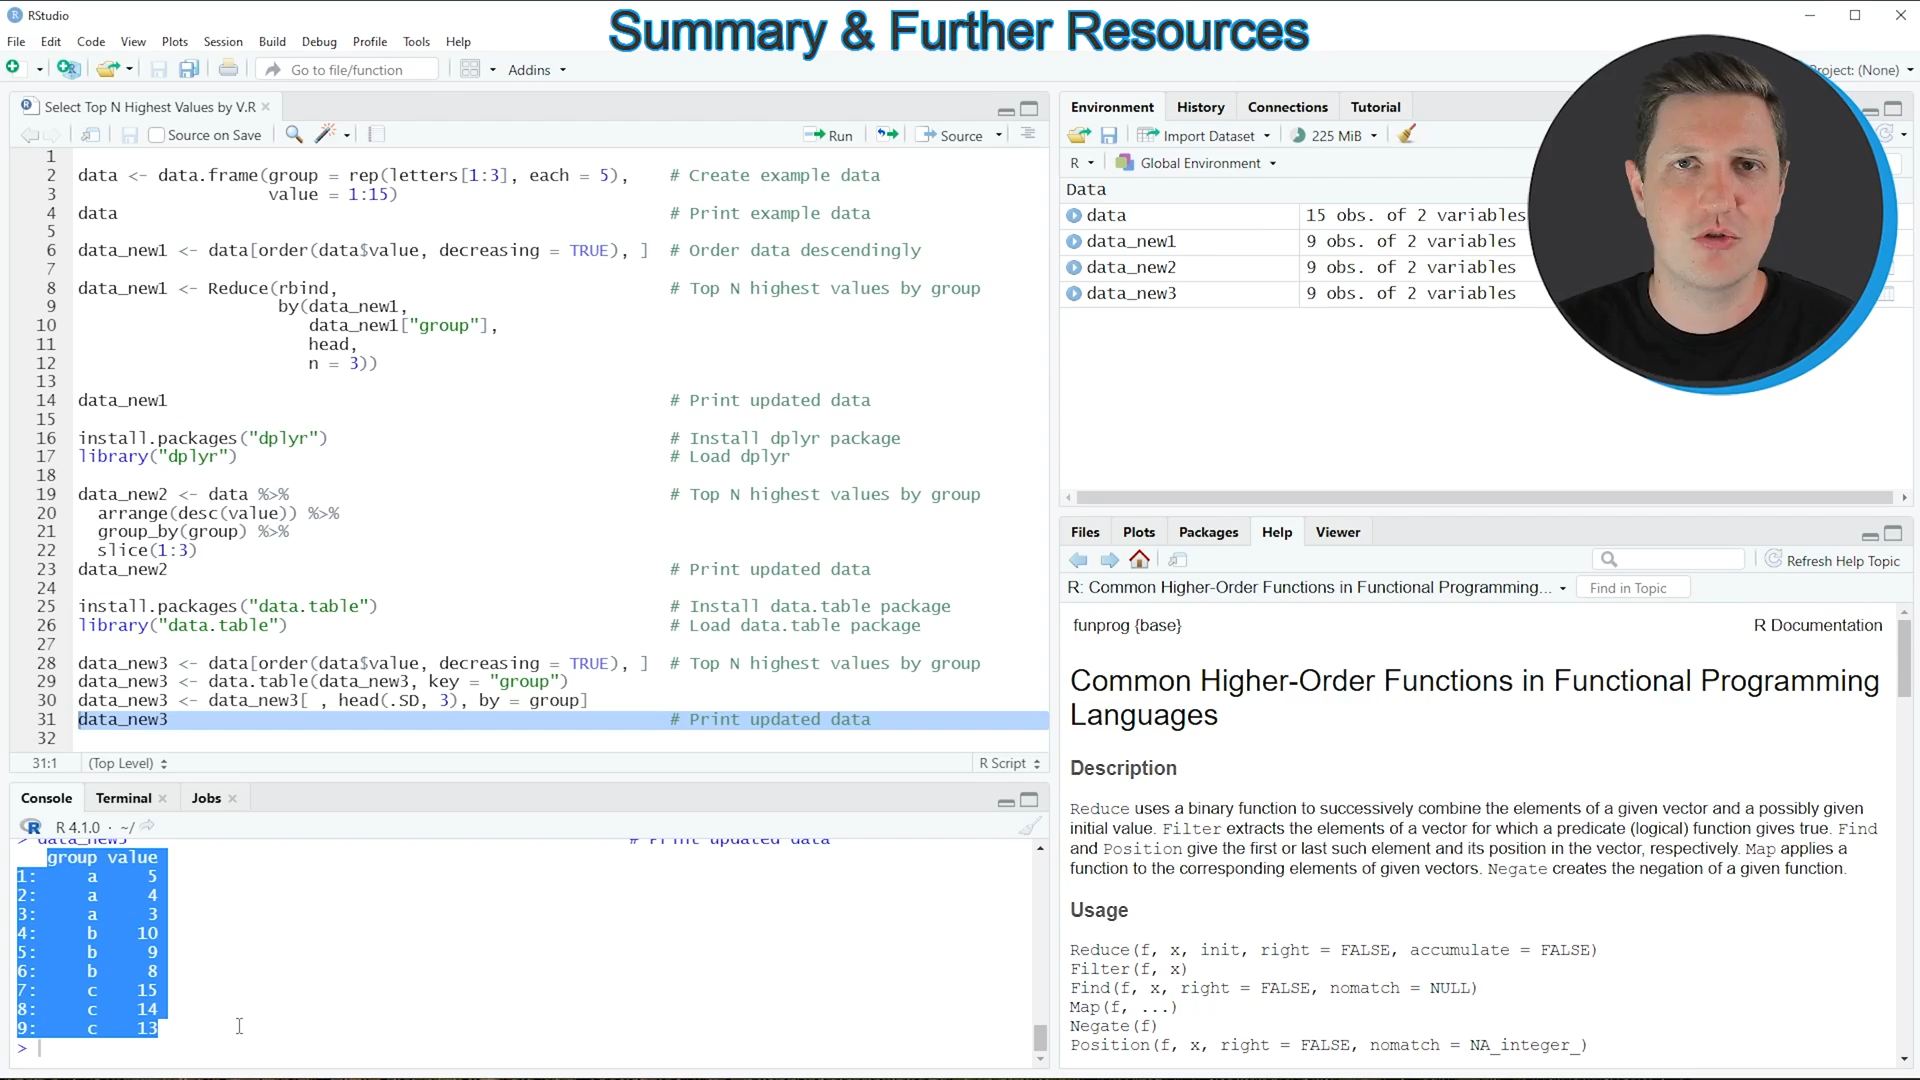 RStudio
Summary & Further Resources
File Edit Code View Plots Session Build Debug Profile Tools Help
Go to file/function
Addins
Project: (None)
Select Top N Highest Values by V.R
Source on Save
Run
Source
1
2 data <- data.frame(group = rep(letters[1:3], each = 5), # Create example data
3 value = 1:15)
4 data # Print example data
5
6 data_new1 <- data[order(data$value, decreasing = TRUE), ] # Order data descendingly
7
8 data_new1 <- Reduce(rbind, # Top N highest values by group
9 by(data_new1,
10 data_new1["group"],
11 head,
12 n = 3))
13
14 data_new1 # Print updated data
15
16 install.packages("dplyr") # Install dplyr package
17 library("dplyr") # Load dplyr
18
19 data_new2 <- data %>% # Top N highest values by group
20 arrange(desc(value)) %>%
21 group_by(group) %>%
22 slice(1:3)
23 data_new2 # Print updated data
24
25 install.packages("data.table") # Install data.table package
26 library("data.table") # Load data.table package
27
28 data_new3 <- data[order(data$value, decreasing = TRUE), ] # Top N highest values by group
29 data_new3 <- data.table(data_new3, key = "group")
30 data_new3 <- data_new3[ , head(.SD, 3), by = group]
31 data_new3 # Print updated data
32
31:1 (Top Level) R Script
Console Terminal Jobs
R 4.1.0 · ~/
> data_new3 # Print updated data
group value
1: a 5
2: a 4
3: a 3
4: b 10
5: b 9
6: b 8
7: c 15
8: c 14
9: c 13
>
Environment History Connections Tutorial
Import Dataset 225 MiB
R Global Environment
Data
data 15 obs. of 2 variables
data_new1 9 obs. of 2 variables
data_new2 9 obs. of 2 variables
data_new3 9 obs. of 2 variables
Files Plots Packages Help Viewer
Refresh Help Topic
R: Common Higher-Order Functions in Functional Programming... Find in Topic
funprog {base} R Documentation
Common Higher-Order Functions in Functional Programming
Languages
Description
Reduce uses a binary function to successively combine the elements of a given vector and a possibly given
initial value. Filter extracts the elements of a vector for which a predicate (logical) function gives true. Find
and Position give the first or last such element and its position in the vector, respectively. Map applies a
function to the corresponding elements of given vectors. Negate creates the negation of a given function.
Usage
Reduce(f, x, init, right = FALSE, accumulate = FALSE)
Filter(f, x)
Find(f, x, right = FALSE, nomatch = NULL)
Map(f, ...)
Negate(f)
Position(f, x, right = FALSE, nomatch = NA_integer_)